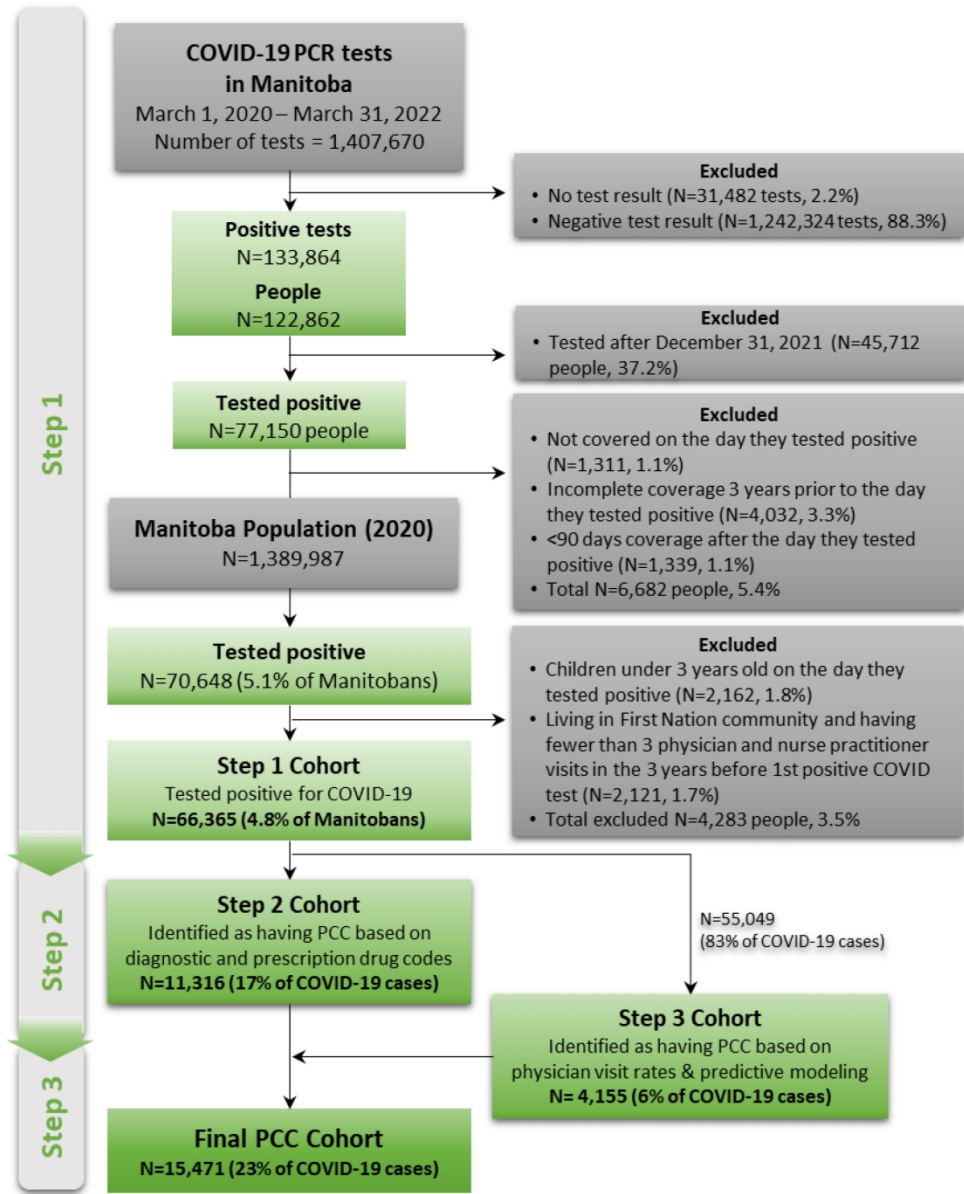 COVID-19 PCR tests
in Manitoba
March 1, 2020 – March 31, 2022
Number of tests = 1,407,670
Excluded
• No test result (N=31,482 tests, 2.2%)
• Negative test result (N=1,242,324 tests, 88.3%)
Positive tests
N=133,864
People
N=122,862
Excluded
• Tested after December 31, 2021 (N=45,712
people, 37.2%)
Tested positive
N=77,150 people
Excluded
• Not covered on the day they tested positive
(N=1,311, 1.1%)
• Incomplete coverage 3 years prior to the day
they tested positive (N=4,032, 3.3%)
• <90 days coverage after the day they tested
positive (N=1,339, 1.1%)
• Total N=6,682 people, 5.4%
Manitoba Population (2020)
N=1,389,987
Tested positive
N=70,648 (5.1% of Manitobans)
Excluded
• Children under 3 years old on the day they
tested positive (N=2,162, 1.8%)
• Living in First Nation community and having
fewer than 3 physician and nurse practitioner
visits in the 3 years before 1st positive COVID
test (N=2,121, 1.7%)
• Total excluded N=4,283 people, 3.5%
Step 1 Cohort
Tested positive for COVID-19
N=66,365 (4.8% of Manitobans)
Step 1
Step 2 Cohort
Identified as having PCC based on
diagnostic and prescription drug codes
N=11,316 (17% of COVID-19 cases)
N=55,049
(83% of COVID-19 cases)
Step 2
Step 3 Cohort
Identified as having PCC based on
physician visit rates & predictive modeling
N= 4,155 (6% of COVID-19 cases)
Step 3
Final PCC Cohort
N=15,471 (23% of COVID-19 cases)